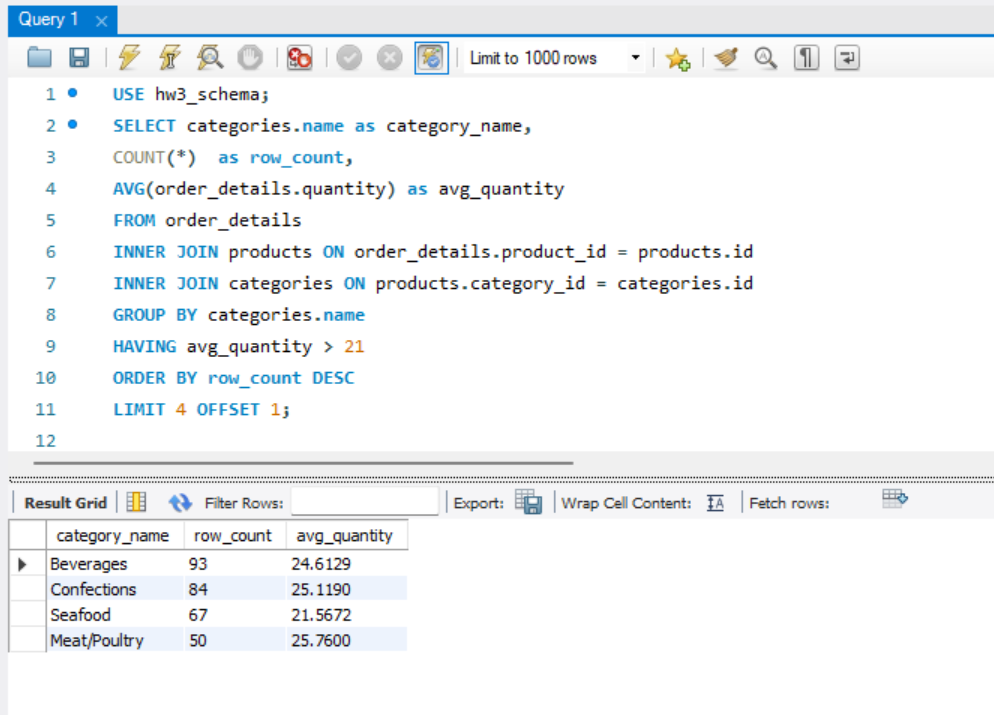 Query 1
Limit to 1000 rows
1 USE hw3_schema;
2 SELECT categories.name as category_name,
3 COUNT(*)  as row_count,
4 AVG(order_details.quantity) as avg_quantity
5 FROM order_details
6 INNER JOIN products ON order_details.product_id = products.id
7 INNER JOIN categories ON products.category_id = categories.id
8 GROUP BY categories.name
9 HAVING avg_quantity > 21
10 ORDER BY row_count DESC
11 LIMIT 4 OFFSET 1;
12
Result Grid Filter Rows: Export: Wrap Cell Content: Fetch rows:
category_name row_count avg_quantity
Beverages 93 24.6129
Confections 84 25.1190
Seafood 67 21.5672
Meat/Poultry 50 25.7600